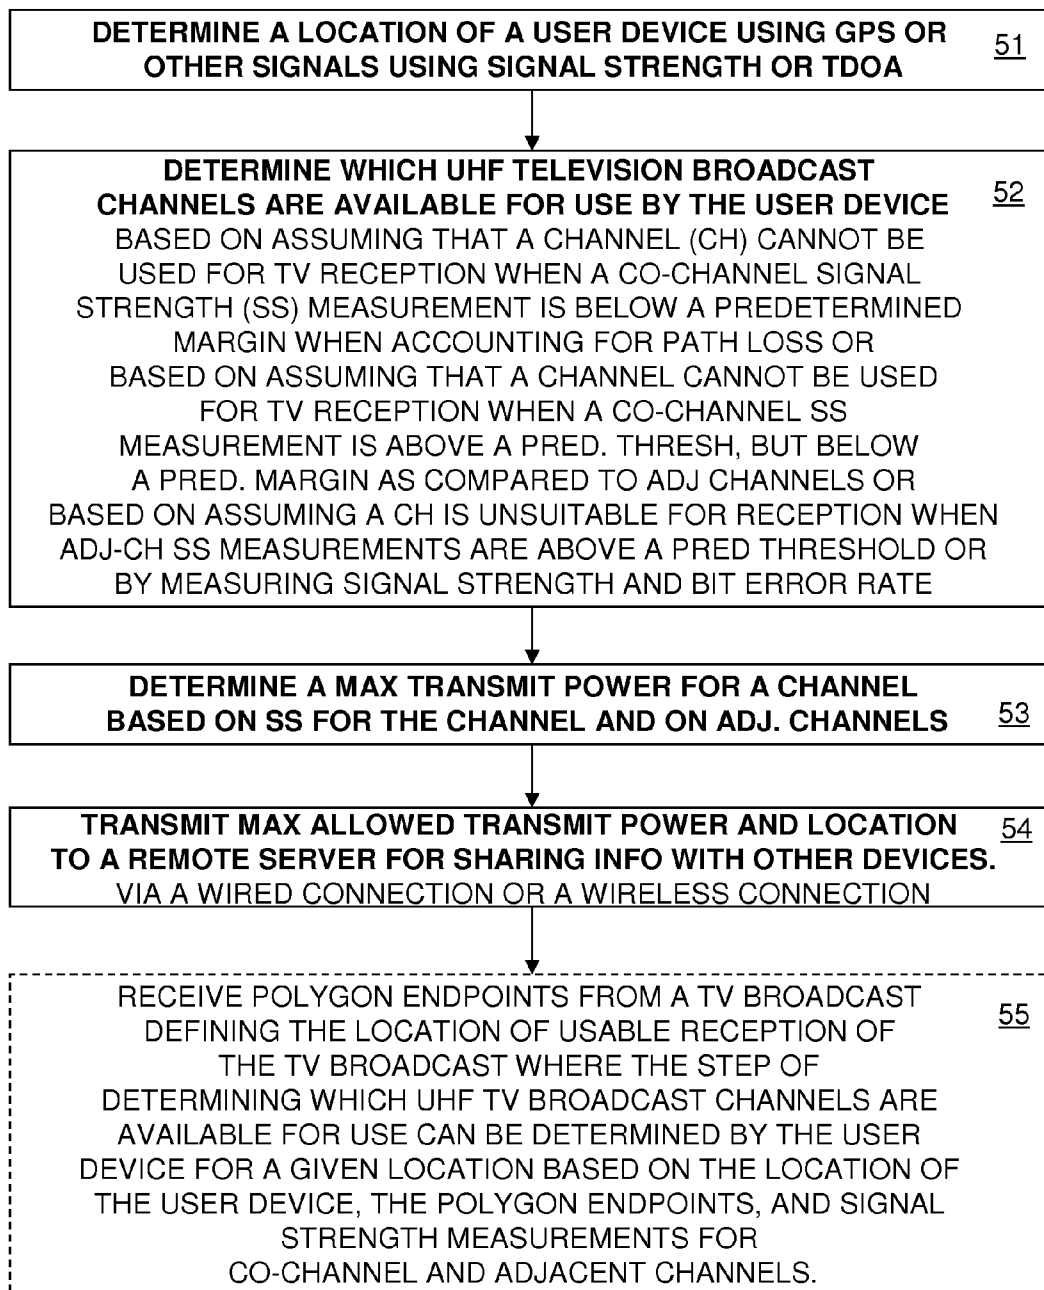 DETERMINE A LOCATION OF A USER DEVICE USING GPS OR
OTHER SIGNALS USING SIGNAL STRENGTH OR TDOA
51
DETERMINE WHICH UHF TELEVISION BROADCAST
CHANNELS ARE AVAILABLE FOR USE BY THE USER DEVICE
52
BASED ON ASSUMING THAT A CHANNEL (CH) CANNOT BE
USED FOR TV RECEPTION WHEN A CO-CHANNEL SIGNAL
STRENGTH (SS) MEASUREMENT IS BELOW A PREDETERMINED
MARGIN WHEN ACCOUNTING FOR PATH LOSS OR
BASED ON ASSUMING THAT A CHANNEL CANNOT BE USED
FOR TV RECEPTION WHEN A CO-CHANNEL SS
MEASUREMENT IS ABOVE A PRED. THRESH, BUT BELOW
A PRED. MARGIN AS COMPARED TO ADJ CHANNELS OR
BASED ON ASSUMING A CH IS UNSUITABLE FOR RECEPTION WHEN
ADJ-CH SS MEASUREMENTS ARE ABOVE A PRED THRESHOLD OR
BY MEASURING SIGNAL STRENGTH AND BIT ERROR RATE
DETERMINE A MAX TRANSMIT POWER FOR A CHANNEL
BASED ON SS FOR THE CHANNEL AND ON ADJ. CHANNELS
53
TRANSMIT MAX ALLOWED TRANSMIT POWER AND LOCATION
54
TO A REMOTE SERVER FOR SHARING INFO WITH OTHER DEVICES.
VIA A WIRED CONNECTION OR A WIRELESS CONNECTION
RECEIVE POLYGON ENDPOINTS FROM A TV BROADCAST
55
DEFINING THE LOCATION OF USABLE RECEPTION OF
THE TV BROADCAST WHERE THE STEP OF
DETERMINING WHICH UHF TV BROADCAST CHANNELS ARE
AVAILABLE FOR USE CAN BE DETERMINED BY THE USER
DEVICE FOR A GIVEN LOCATION BASED ON THE LOCATION OF
THE USER DEVICE, THE POLYGON ENDPOINTS, AND SIGNAL
STRENGTH MEASUREMENTS FOR
CO-CHANNEL AND ADJACENT CHANNELS.